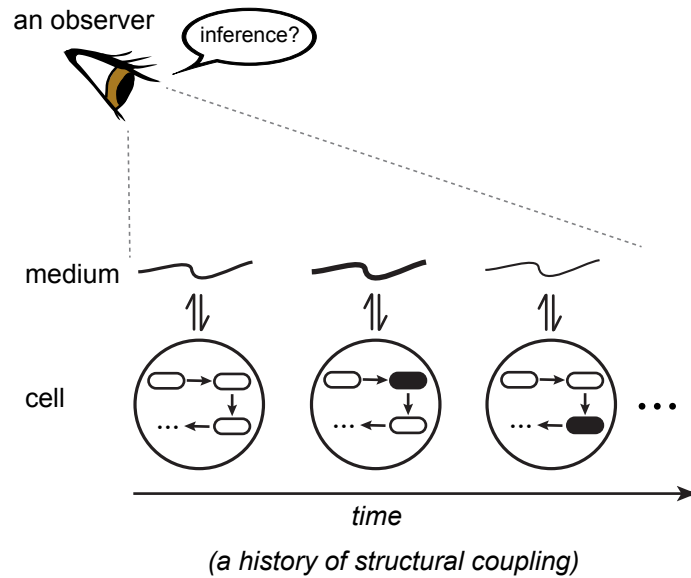 an observer
inference?
medium
cell
...
...
...
...
time
(a history of structural coupling)